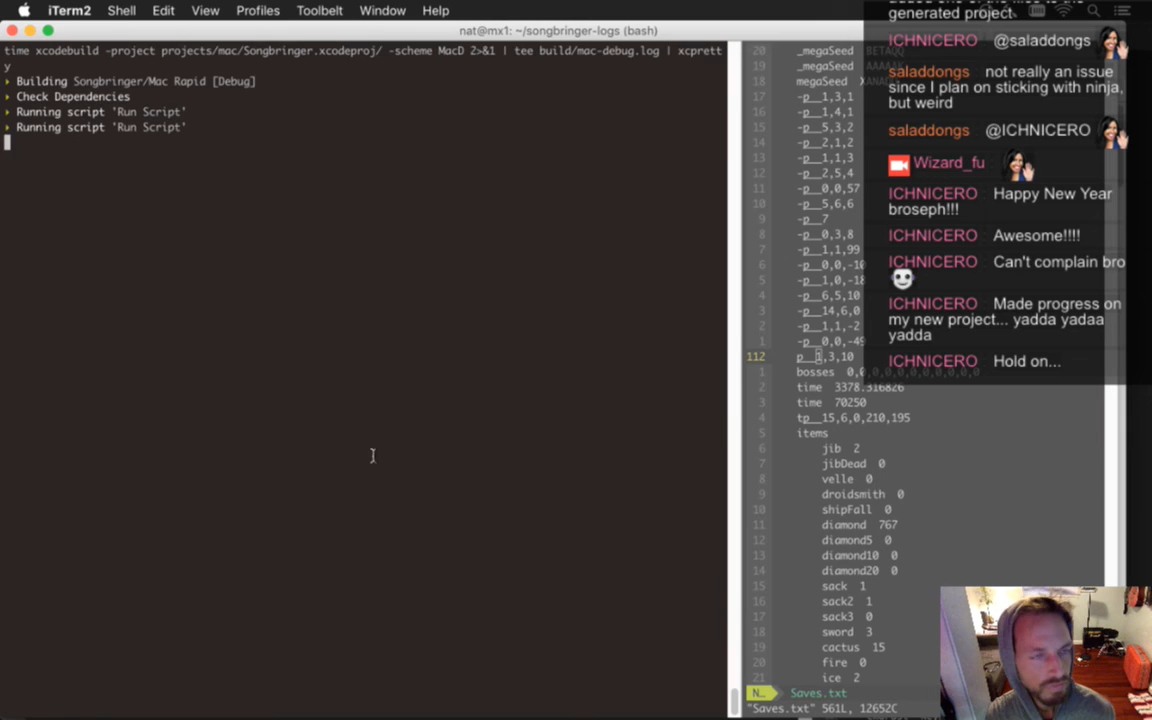 iTerm2 Shell Edit View Profiles Toolbelt Window Help
nat@mx1: ~/songbringer-logs (bash)
time xcodebuild -project projects/mac/Songbringer.xcodeproj/ -scheme MacD 2>&1 | tee build/mac-debug.log | xcprett
y
Building Songbringer/Mac Rapid [Debug]
Check Dependencies
Running script 'Run Script'
Running script 'Run Script'
20 _megaSeed BETAQQ
19 _megaSeed
18 megaSeed
17 -p__1,3,1
16 -p__1,4,1
15 -p__5,3,2
14 -p__2,1,2
13 -p__1,1,3
12 -p__2,5,4
11 -p__0,0,57
10 -p__5,6,6
9 -p__7
8 -p__0,3,8
7 -p__1,1,99
6 -p__0,0,-10
5 -p__1,0,-18
4 -p__6,5,10
3 -p__14,6,0
2 -p__1,1,-2
1 -p__0,0,-49
112 p__1,3,10
1 bosses 0,0,0,0,0,0,0,0,0,0,0
2 time 3378.316826
3 time 70250
4 tp__15,6,0,210,195
5 items
6 jib 2
7 jibDead 0
8 velle 0
9 droidsmith 0
10 shipFall 0
11 diamond 767
12 diamond5 0
13 diamond10 0
14 diamond20 0
15 sack 1
16 sack2 1
17 sack3 0
18 sword 3
19 cactus 15
20 fire 0
21 ice 2
N… Saves.txt
"Saves.txt" 561L, 12652C
generated project
ICHNICERO @saladdongs
saladdongs not really an issue
since I plan on sticking with ninja,
but weird
saladdongs @ICHNICERO
Wizard_fu
ICHNICERO Happy New Year
broseph!!!
ICHNICERO Awesome!!!!
ICHNICERO Can't complain bro
ICHNICERO Made progress on
my new project... yadda yadaa
yadda
ICHNICERO Hold on...